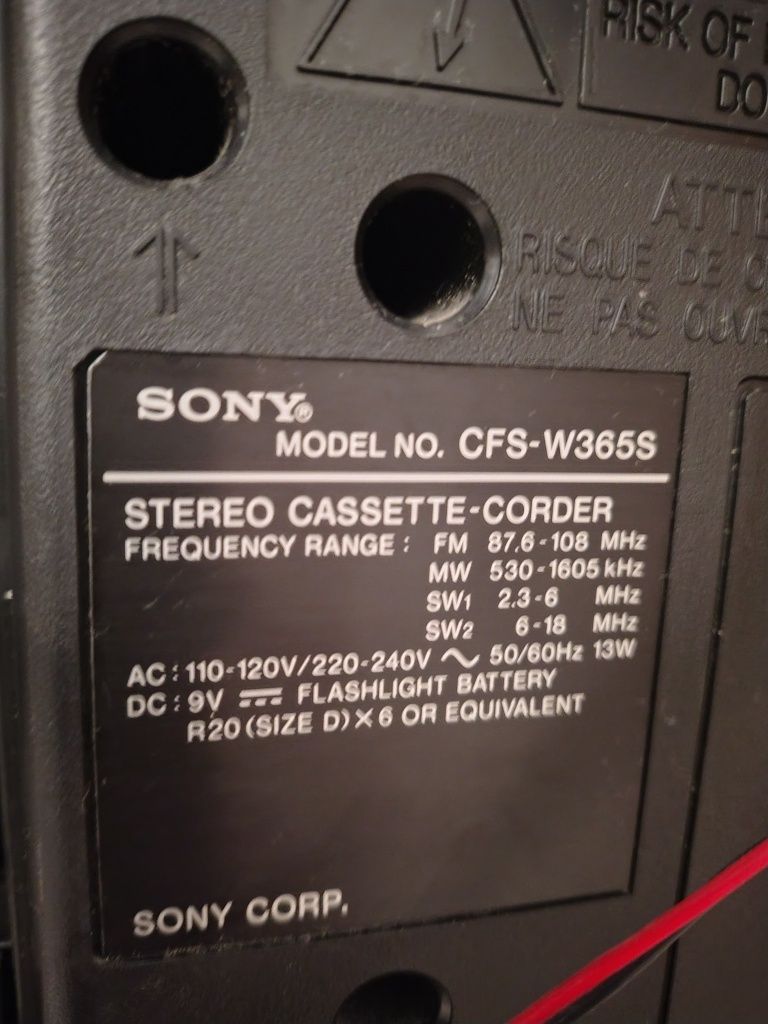 RISK OF
DO
RISQUE DE
NE PAS
SONY®
MODEL NO. CFS-W365S
STEREO CASSETTE-CORDER
FREQUENCY RANGE : FM 87.6-108 MHz
MW 530-1605 kHz
SW1 2.3-6 MHz
SW2 6-18 MHz
AC : 110-120V/220-240V ∿ 50/60Hz 13W
DC : 9V ⎓ FLASHLIGHT BATTERY
R20 (SIZE D) X 6 OR EQUIVALENT
SONY CORP.